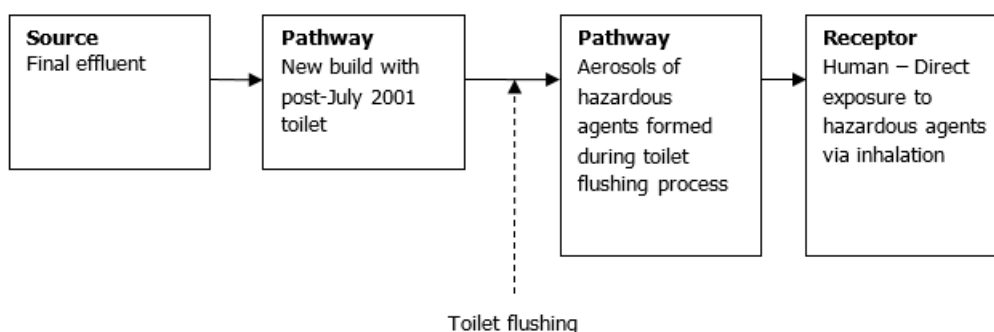 Source
Final effluent
Pathway
New build with
post-July 2001
toilet
Pathway
Aerosols of
hazardous
agents formed
during toilet
flushing process
Receptor
Human – Direct
exposure to
hazardous agents
via inhalation
Toilet flushing